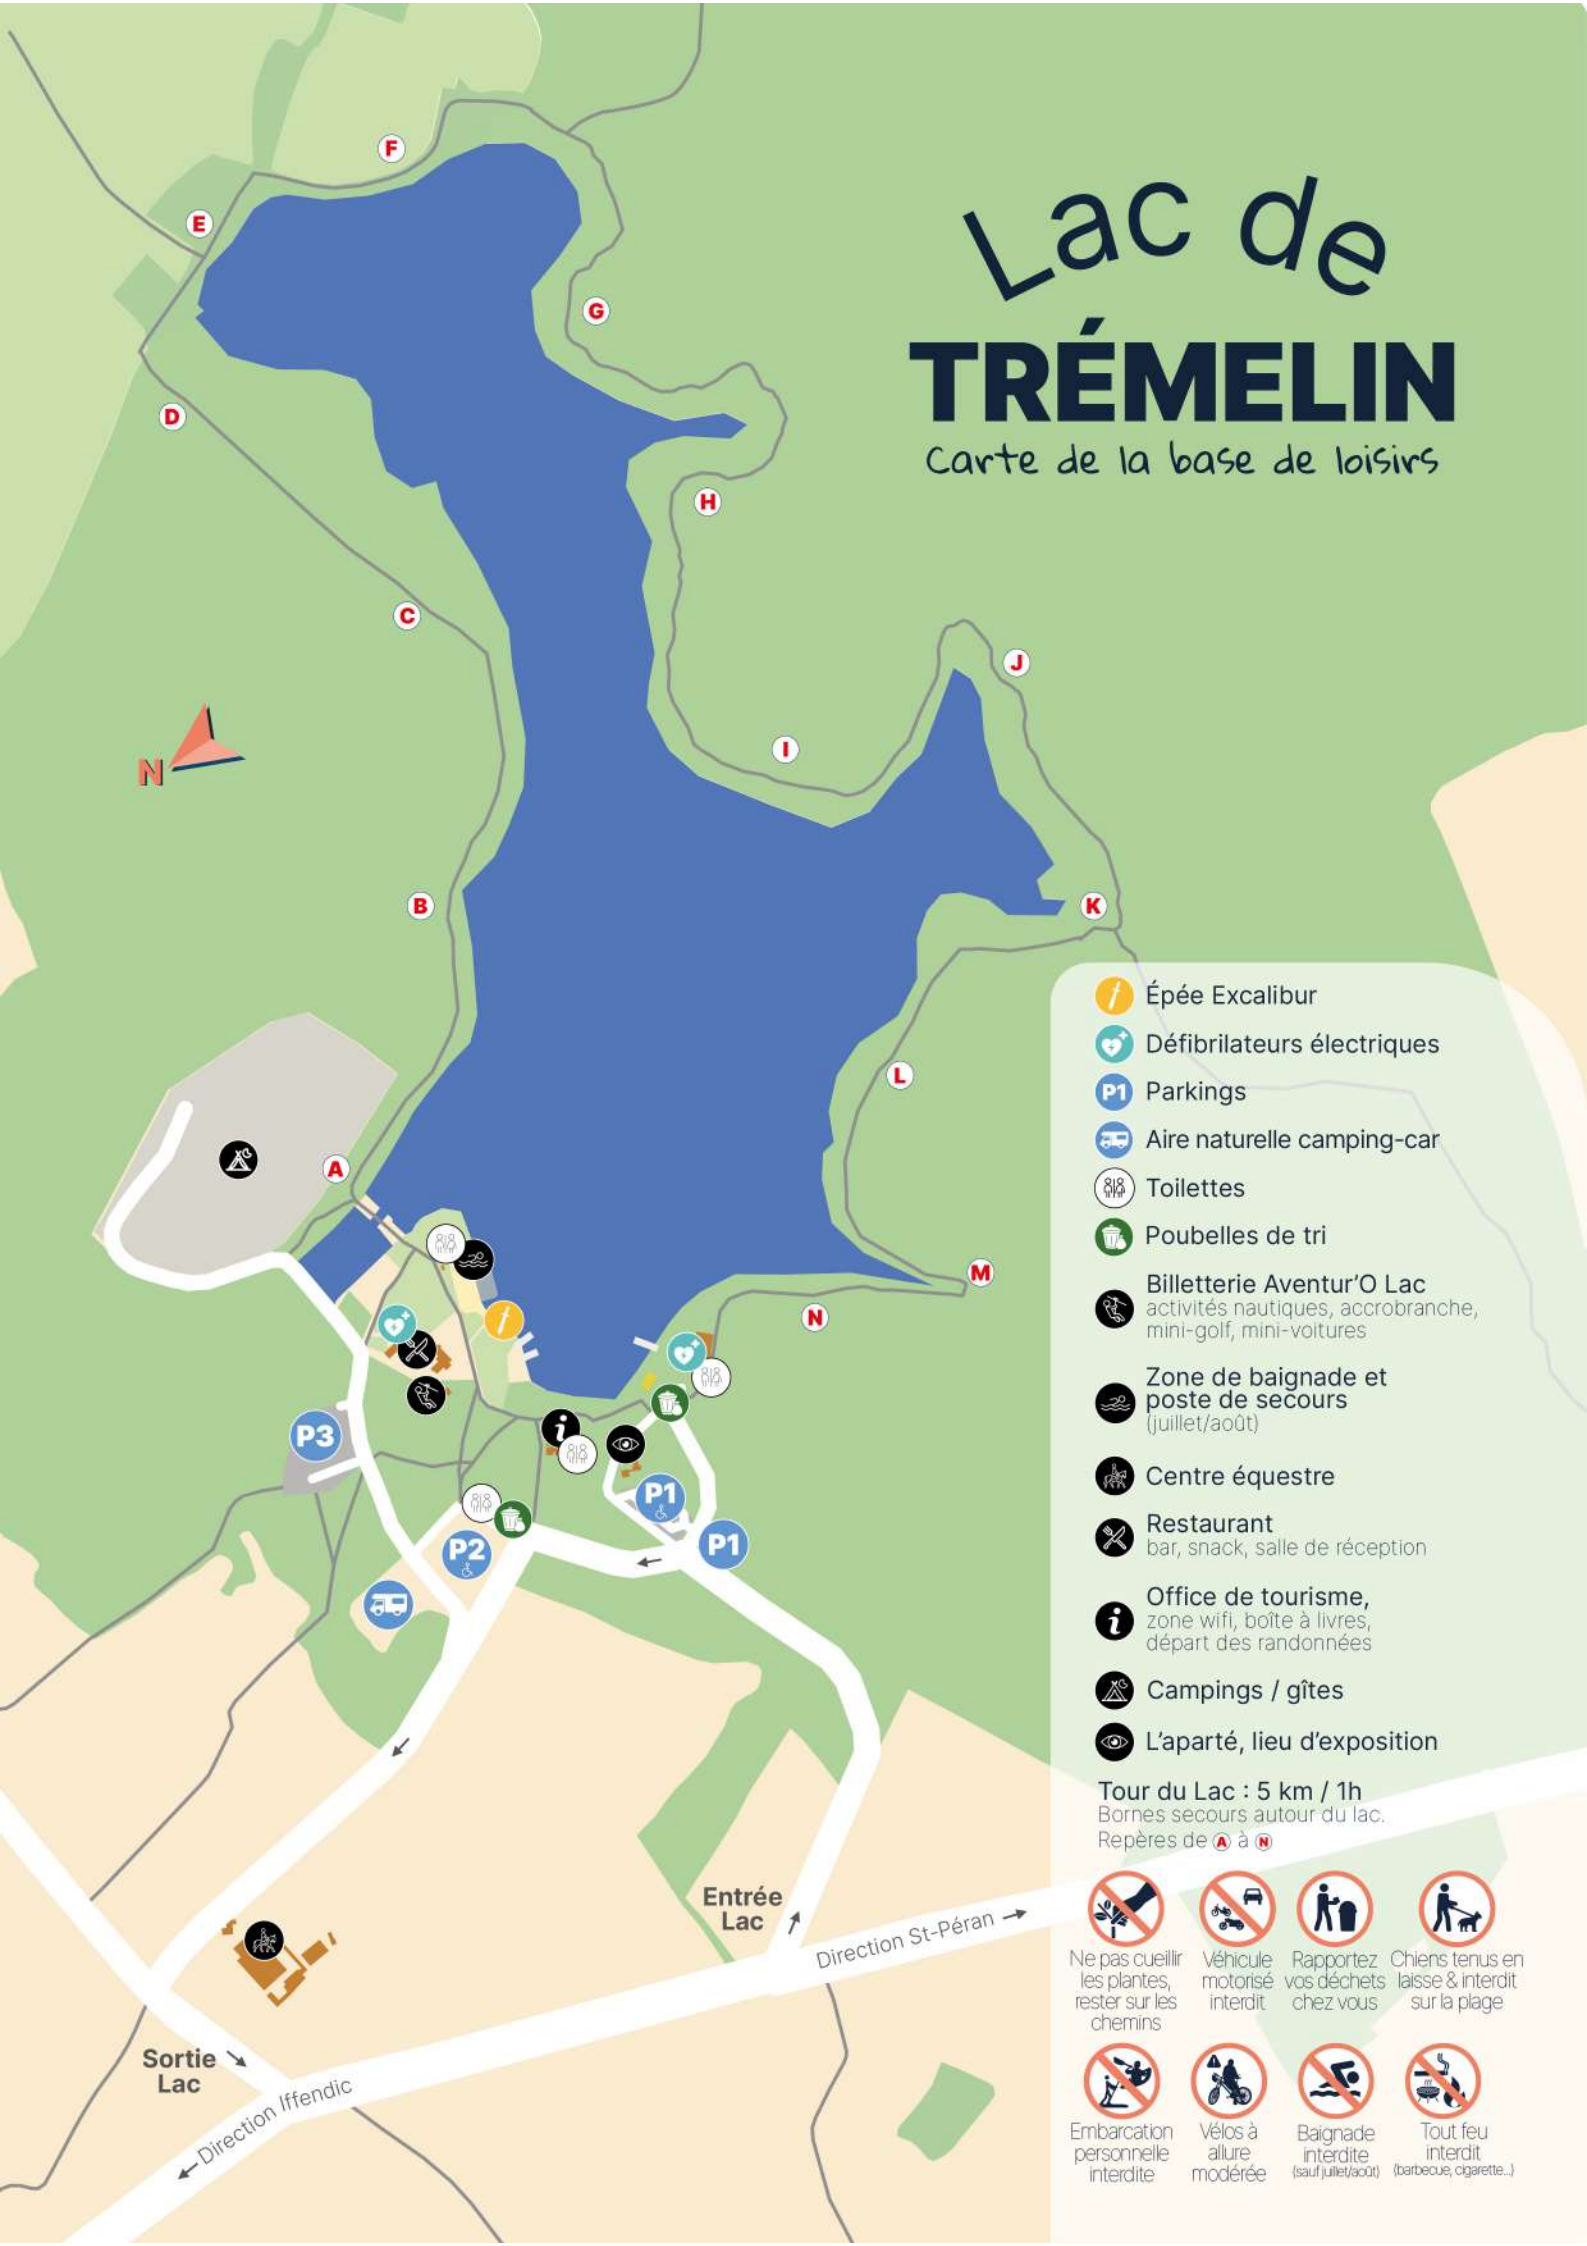 Lac de
TRÉMELIN
Carte de la base de loisirs
F
E
G
D
H
C
J
I
N
B
K
L
A
M
N
P3
P1
P2
P1
Entrée
Lac
Direction St-Péran
Sortie
Lac
Direction Iffendic
Épée Excalibur
Défibrilateurs électriques
P1 Parkings
Aire naturelle camping-car
Toilettes
Poubelles de tri
Billetterie Aventur'O Lac
activités nautiques, accrobranche,
mini-golf, mini-voitures
Zone de baignade et
poste de secours
(juillet/août)
Centre équestre
Restaurant
bar, snack, salle de réception
Office de tourisme,
zone wifi, boîte à livres,
départ des randonnées
Campings / gîtes
L'aparté, lieu d'exposition
Tour du Lac : 5 km / 1h
Bornes secours autour du lac.
Repères de A à N
Ne pas cueillir
les plantes,
rester sur les
chemins
Véhicule
motorisé
interdit
Rapportez
vos déchets
chez vous
Chiens tenus en
laisse & interdit
sur la plage
Embarcation
personnelle
interdite
Vélos à
allure
modérée
Baignade
interdite
(sauf juillet/août)
Tout feu
interdit
(barbecue, cigarette...)